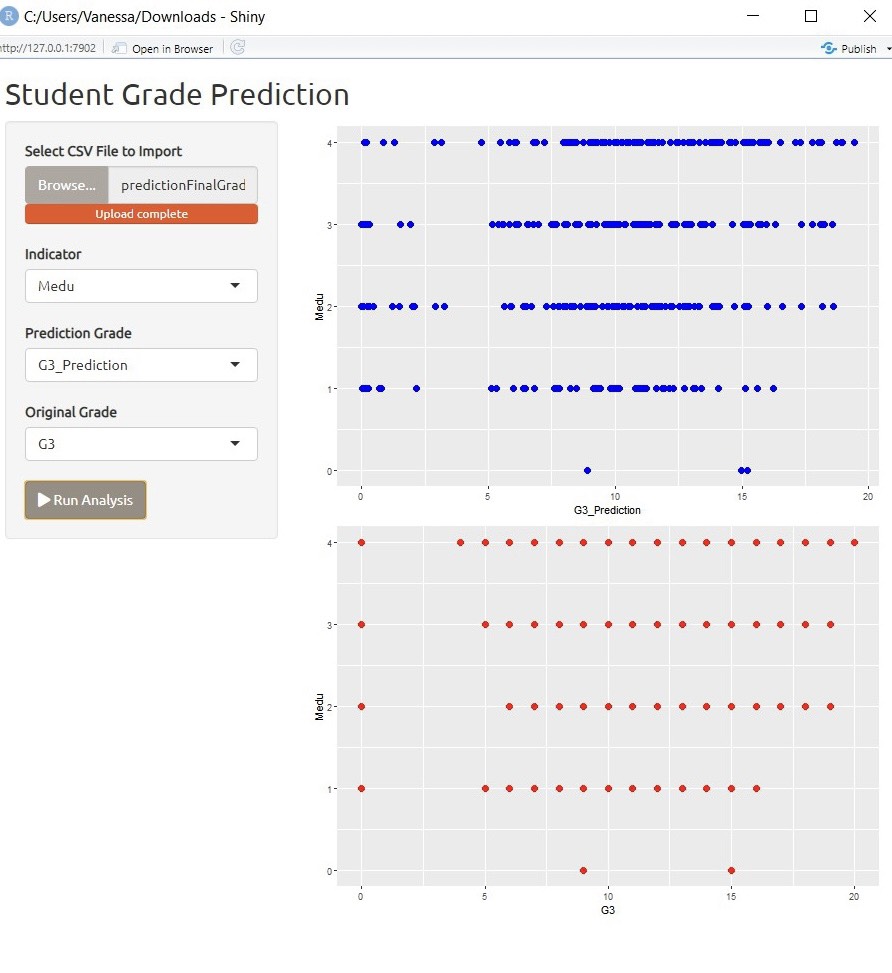 C:/Users/Vanessa/Downloads - Shiny
http://127.0.0.1:7902 Open in Browser Publish
Student Grade Prediction
Select CSV File to Import
Browse... predictionFinalGrad
Upload complete
Indicator
Medu
Prediction Grade
G3_Prediction
Original Grade
G3
Run Analysis
4
3
2
1
0
Medu
0 5 10 15 20
G3_Prediction
4
3
2
1
0
Medu
0 5 10 15 20
G3